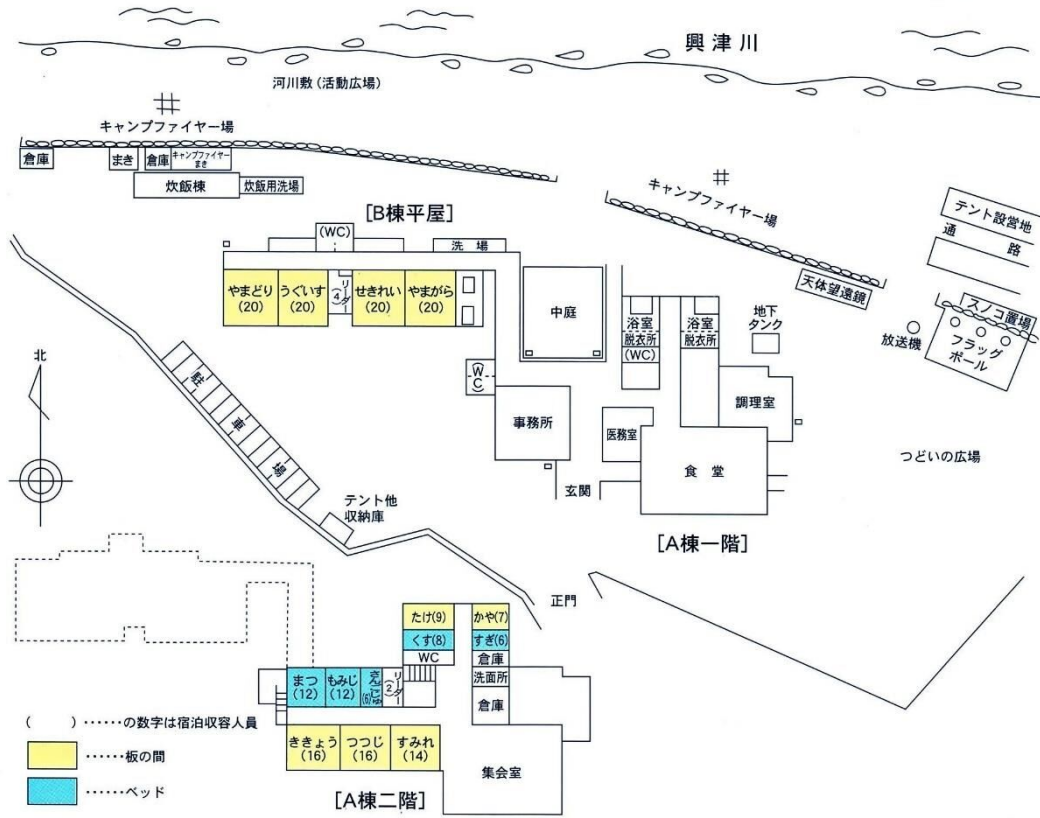 興津川
河川敷(活動広場)
キャンプファイヤー場
倉庫
まき
倉庫
キャンプファイヤー
まき
炊飯棟
炊飯用洗場
キャンプファイヤー場
テント設営地
通路
天体望遠鏡
スノコ置場
放送機
フラッグ
ポール
[B棟平屋]
(WC)
洗場
やまどり
(20)
うぐいす
(20)
リーダー
(4)
せきれい
(20)
やまがら
(20)
中庭
浴室
脱衣所
(WC)
浴室
脱衣所
地下
タンク
(WC)
事務所
医務室
調理室
食堂
玄関
つどいの広場
[A棟一階]
北
駐車場
テント他
収納庫
正門
たけ(9)
くす(8)
WC
かや(7)
すぎ(6)
倉庫
洗面所
倉庫
まつ
(12)
もみじ
(12)
さんごじゅ
(6)
リーダー
(2)
ききょう
(16)
つつじ
(16)
すみれ
(14)
集会室
[A棟二階]
( )……の数字は宿泊収容人員
……板の間
……ベッド